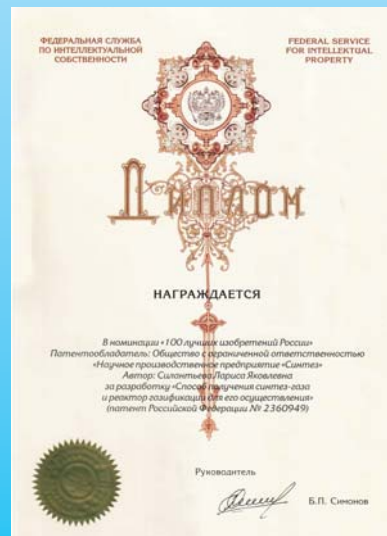 ФЕДЕРАЛЬНАЯ СЛУЖБА
ПО ИНТЕЛЛЕКТУАЛЬНОЙ
СОБСТВЕННОСТИ
FEDERAL SERVICE
FOR INTELLEKTUAL
PROPERTY
Диплом
НАГРАЖДАЕТСЯ
В номинации «100 лучших изобретений России»
Патентообладатель: Общество с ограниченной ответственностью
«Научное производственное предприятие «Синтез»
Автор: Силантьева Лариса Яковлевна
за разработку «Способ получения синтез-газа
и реактор газификации для его осуществления»
(патент Российской Федерации № 2360949)
Руководитель
Б.П. Симонов